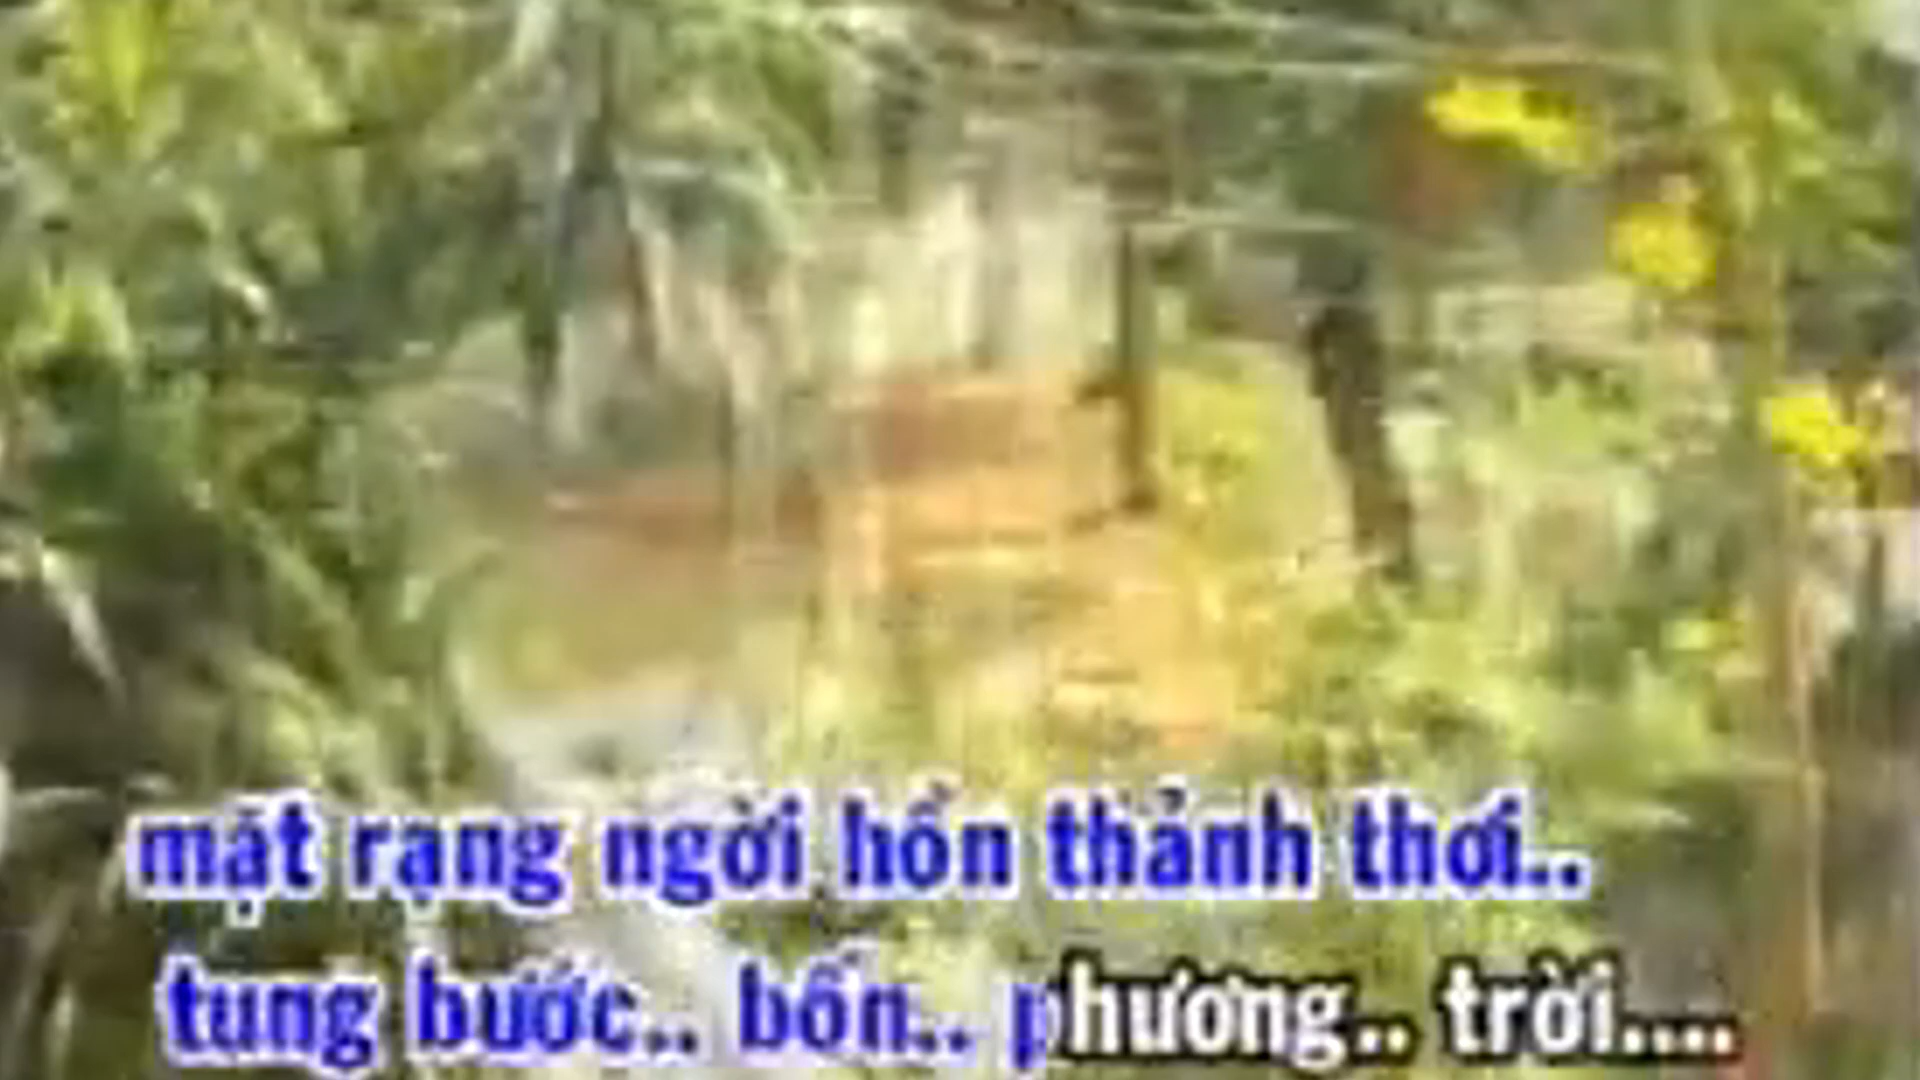 mặt rạng ngời hồn thảnh thơi..
tung bước.. bốn.. phương.. trời....